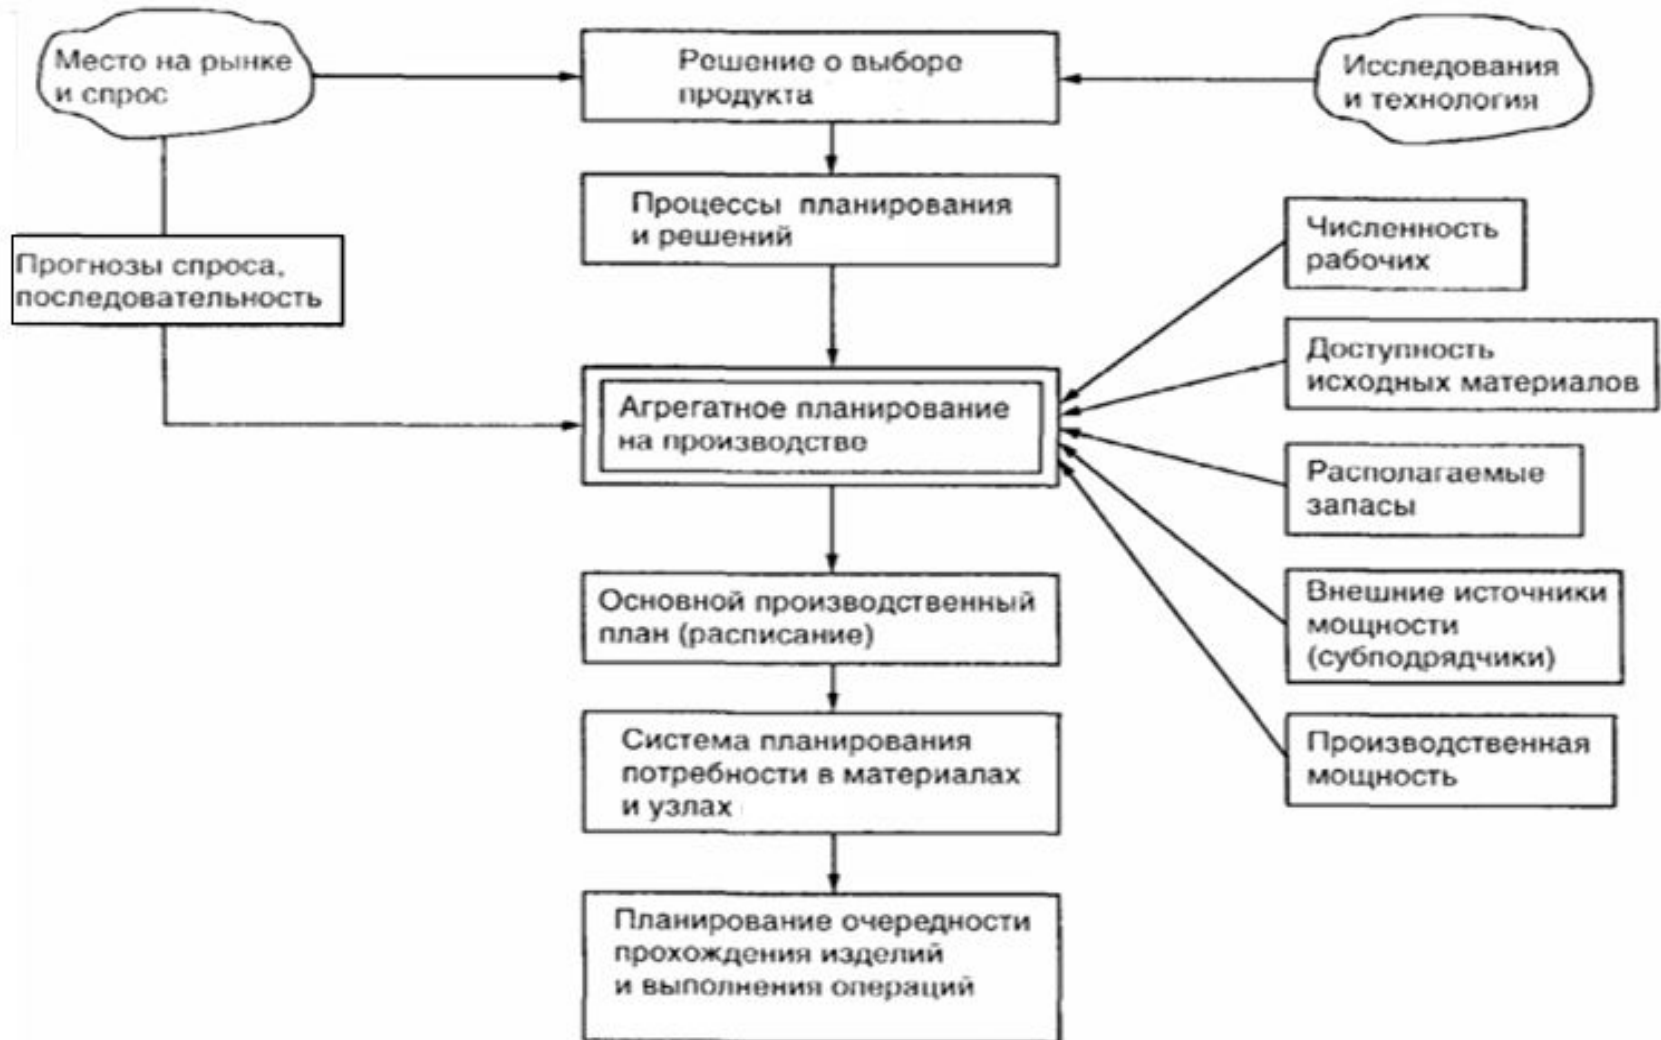 Место на рынке
и спрос
Решение о выборе
продукта
Исследования
и технология
Процессы планирования
и решений
Прогнозы спроса,
последовательность
Численность
рабочих
Доступность
исходных материалов
Агрегатное планирование
на производстве
Располагаемые
запасы
Основной производственный
план (расписание)
Внешние источники
мощности
(субподрядчики)
Система планирования
потребности в материалах
и узлах
Производственная
мощность
Планирование очередности
прохождения изделий
и выполнения операций